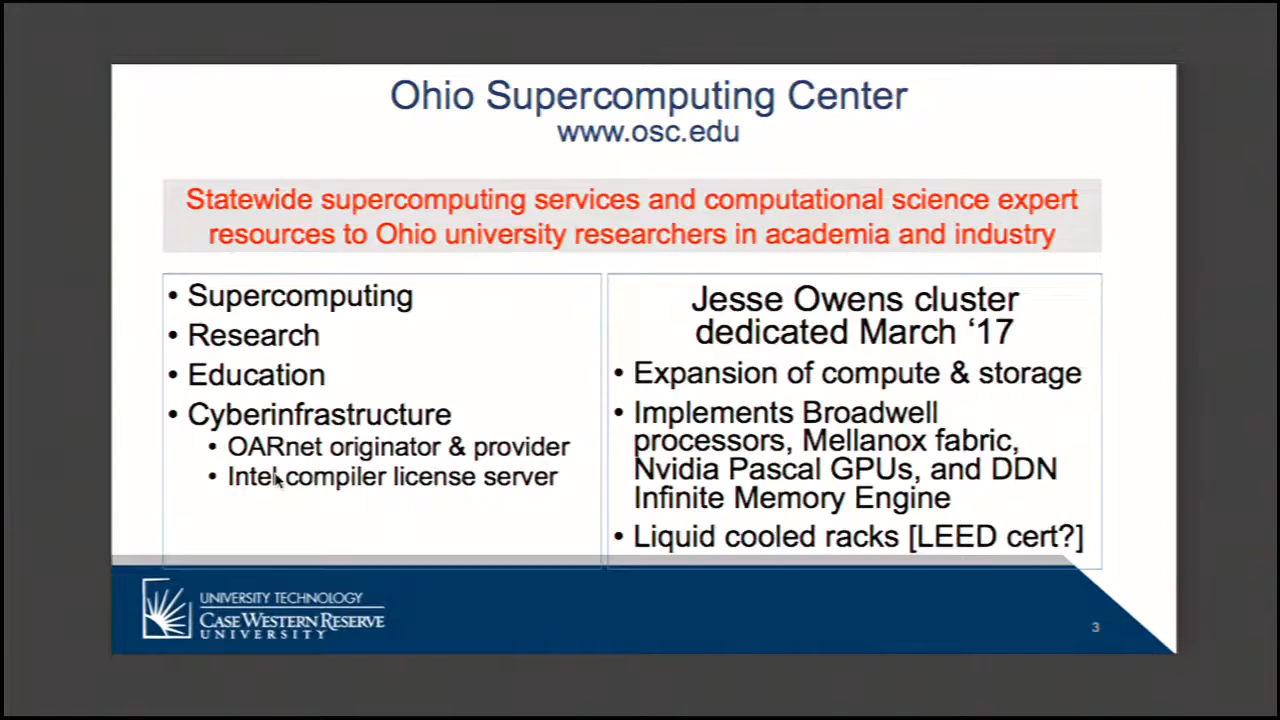 Ohio Supercomputing Center
www.osc.edu
Statewide supercomputing services and computational science expert
resources to Ohio university researchers in academia and industry
• Supercomputing
• Research
• Education
• Cyberinfrastructure
• OARnet originator & provider
• Intel compiler license server
Jesse Owens cluster
dedicated March ‘17
• Expansion of compute & storage
• Implements Broadwell
processors, Mellanox fabric,
Nvidia Pascal GPUs, and DDN
Infinite Memory Engine
• Liquid cooled racks [LEED cert?]
UNIVERSITY TECHNOLOGY
CASE WESTERN RESERVE
UNIVERSITY
3